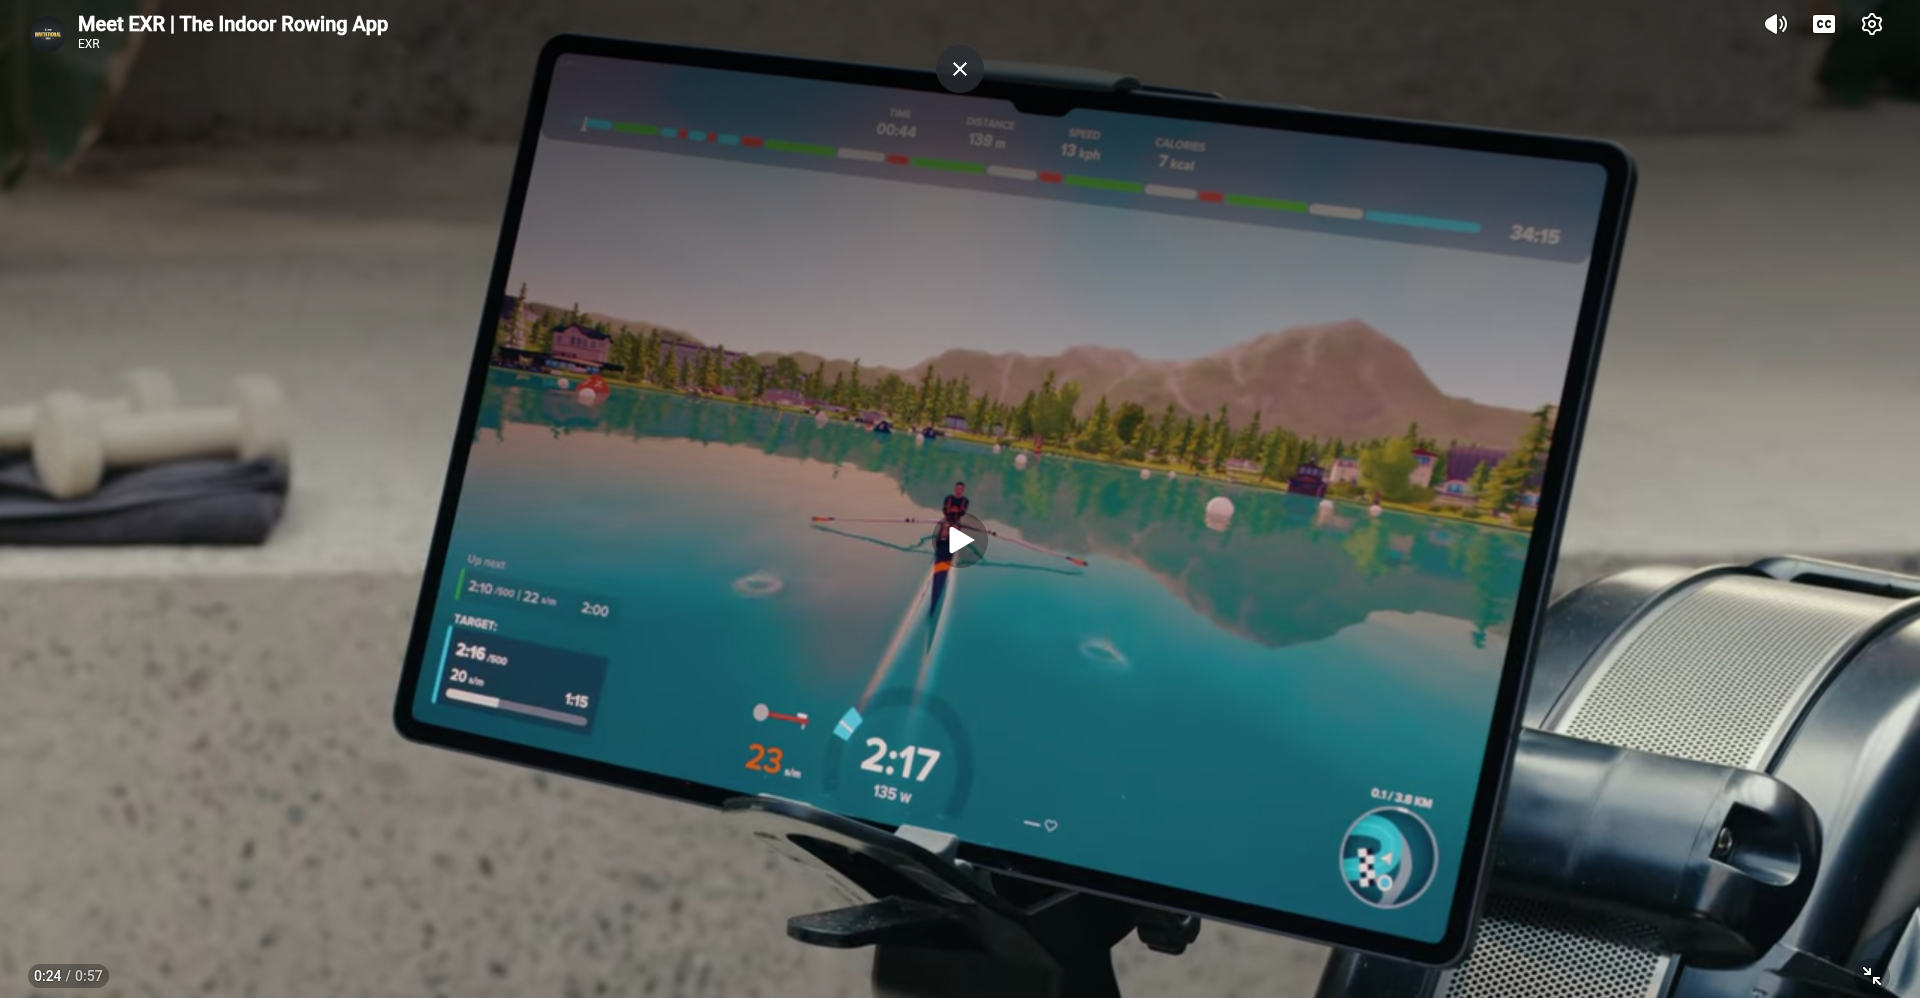 Meet EXR | The Indoor Rowing App
EXR
CC
TIME
00:44
DISTANCE
139 m
SPEED
13 kph
CALORIES
7 kcal
34:15
Up next
2:10 /500 | 22 s/m 2:00
TARGET:
2:16 /500
20 s/m 1:15
23 s/m
2:17
135 W
0.1 / 3.8 KM
0:24 / 0:57